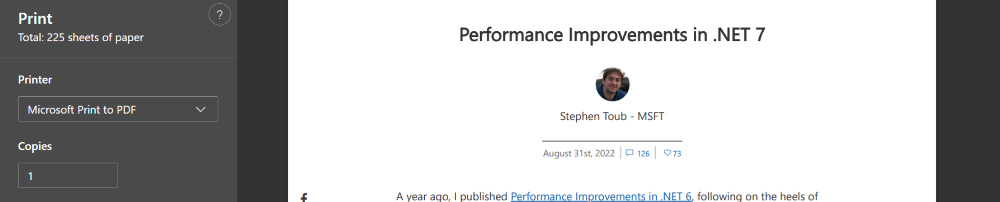 Print
?
Total: 225 sheets of paper
Printer
Microsoft Print to PDF
Copies
1
Performance Improvements in .NET 7
Stephen Toub - MSFT
August 31st, 2022 126 73
f
A year ago, I published Performance Improvements in .NET 6, following on the heels of